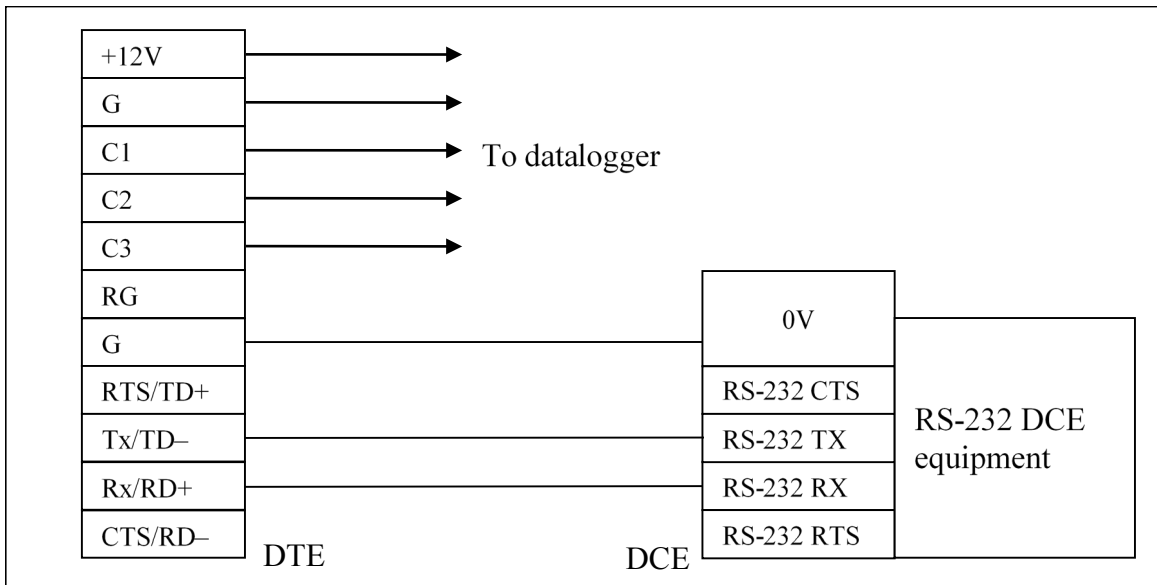 +12V
G
C1
To datalogger
C2
C3
RG
0V
G
RTS/TD+
RS-232 CTS
RS-232 DCE
equipment
Tx/TD–
RS-232 TX
Rx/RD+
RS-232 RX
CTS/RD–
RS-232 RTS
DTE
DCE